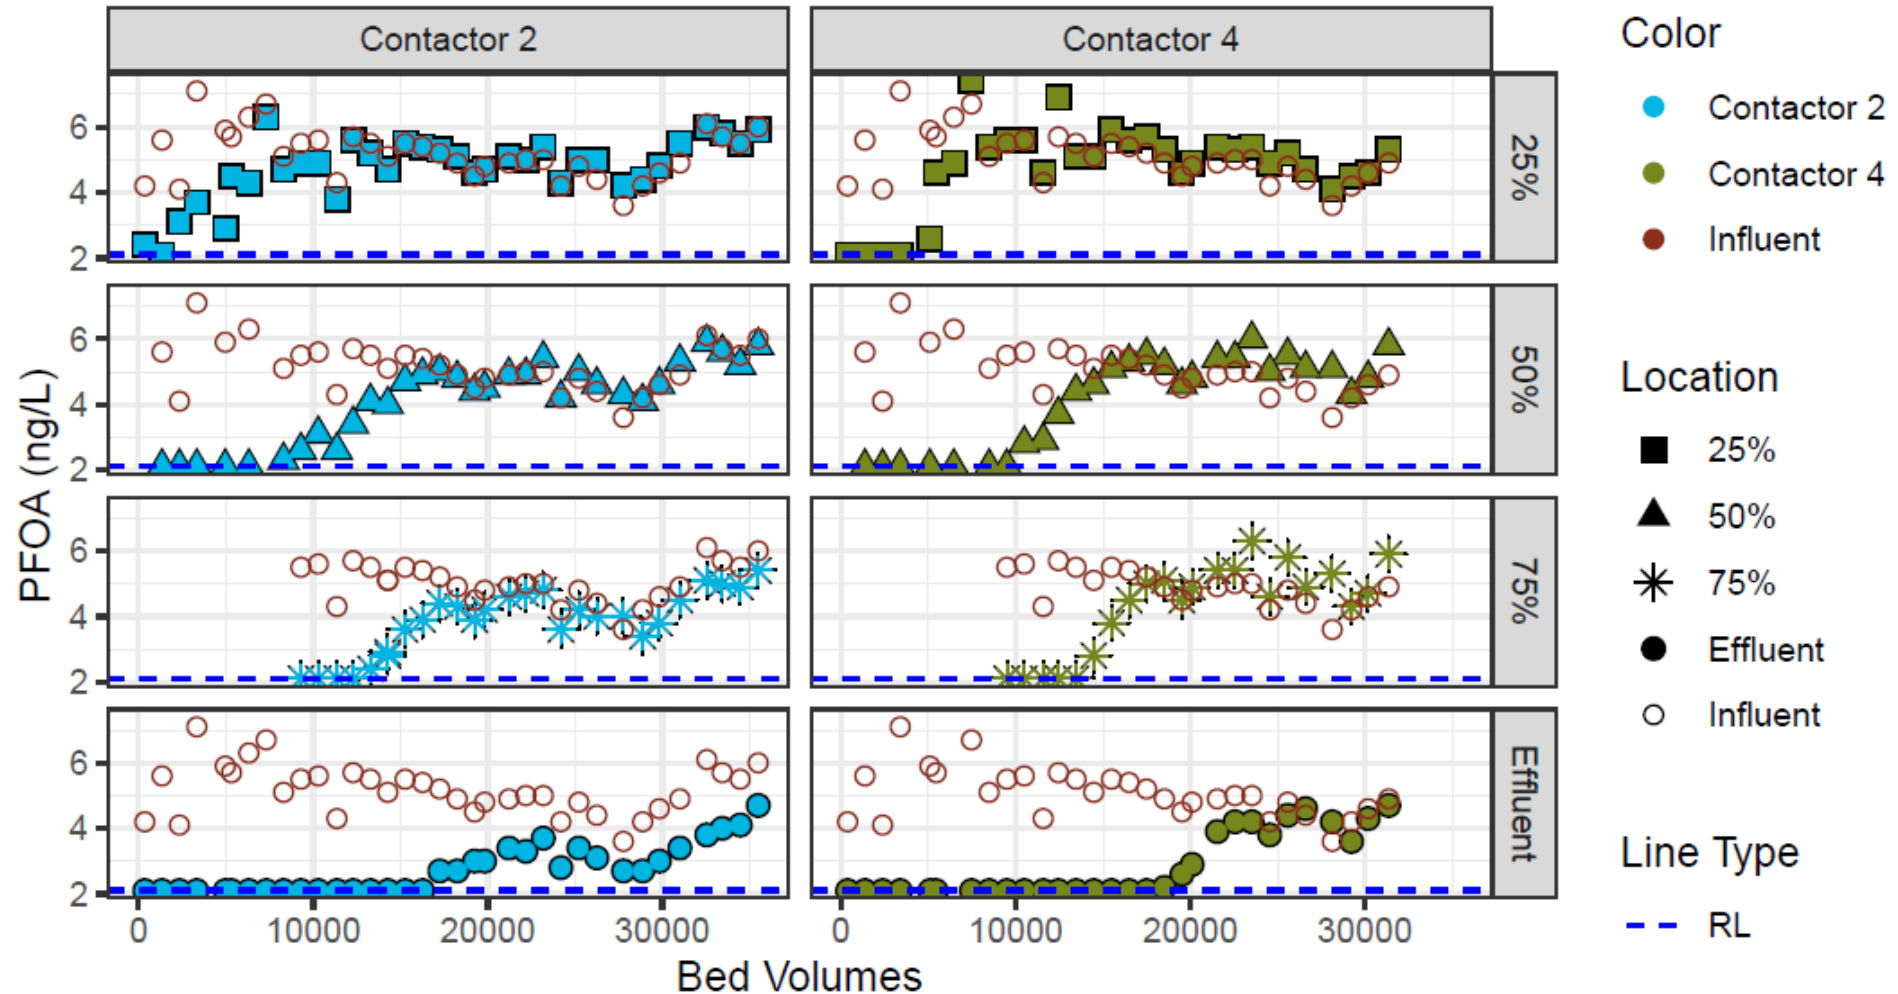 Contactor 2
Contactor 4
25%
6
4
2
50%
6
4
2
75%
6
4
2
Effluent
6
4
2
0 10000 20000 30000
0 10000 20000 30000
PFOA (ng/L)
Bed Volumes
Color
Contactor 2
Contactor 4
Influent
Location
25%
50%
75%
Effluent
Influent
Line Type
RL